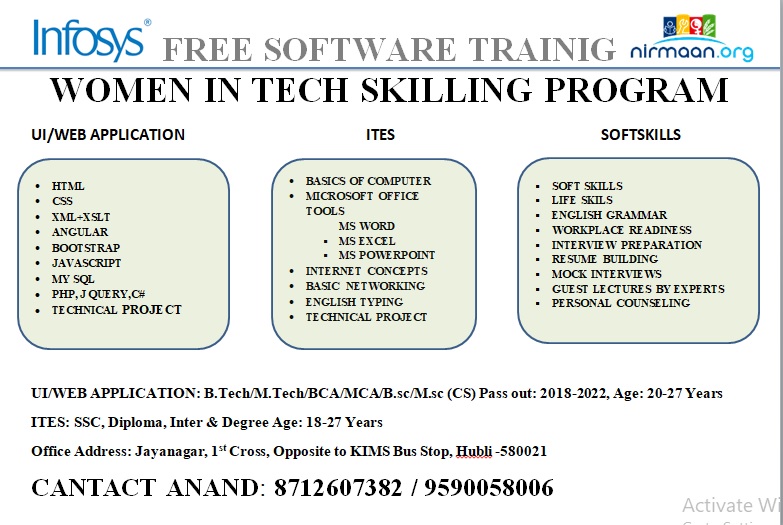 Infosys®
FREE SOFTWARE TRAINIG
nirmaan.org
WOMEN IN TECH SKILLING PROGRAM
UI/WEB APPLICATION
• HTML
• CSS
• XML+XSLT
• ANGULAR
• BOOTSTRAP
• JAVASCRIPT
• MY SQL
• PHP,J QUERY,C#
• TECHNICAL PROJECT
ITES
• BASICS OF COMPUTER
• MICROSOFT OFFICE
TOOLS
MS WORD
▪ MS EXCEL
▪ MS POWERPOINT
• INTERNET CONCEPTS
• BASIC NETWORKING
• ENGLISH TYPING
• TECHNICAL PROJECT
SOFTSKILLS
▪ SOFT SKILLS
▪ LIFE SKILS
▪ ENGLISH GRAMMAR
▪ WORKPLACE READINESS
▪ INTERVIEW PREPARATION
▪ RESUME BUILDING
▪ MOCK INTERVIEWS
▪ GUEST LECTURES BY EXPERTS
▪ PERSONAL COUNSELING
UI/WEB APPLICATION: B.Tech/M.Tech/BCA/MCA/B.sc/M.sc (CS) Pass out: 2018-2022, Age: 20-27 Years
ITES: SSC, Diploma, Inter & Degree Age: 18-27 Years
Office Address: Jayanagar, 1st Cross, Opposite to KIMS Bus Stop, Hubli -580021
CANTACT ANAND: 8712607382 / 9590058006
Activate Wi